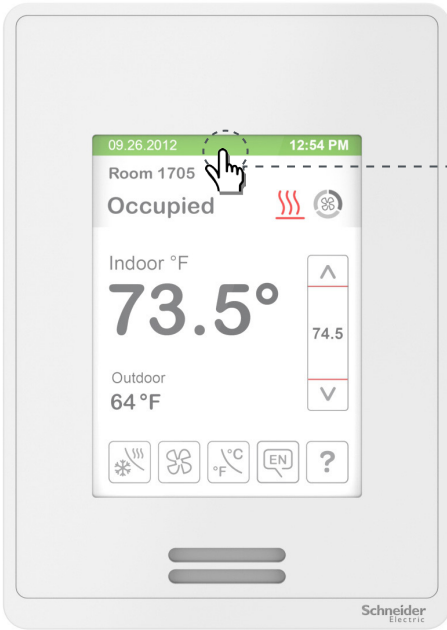 09.26.2012 12:54 PM
Room 1705
Occupied
Indoor °F
73.5°
74.5
Outdoor
64 °F
°F °C EN ?
Schneider
Electric